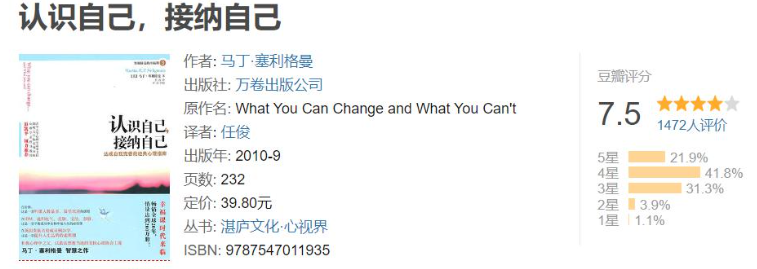 认识自己，接纳自己
认识自己，
接纳自己
马丁·塞利格曼 智慧之作
作者: 马丁·塞利格曼
出版社: 万卷出版公司
原作名: What You Can Change and What You Can't
译者: 任俊
出版年: 2010-9
页数: 232
定价: 39.80元
丛书: 湛庐文化·心视界
ISBN: 9787547011935
豆瓣评分
7.5
1472人评价
5星 21.9%
4星 41.8%
3星 31.3%
2星 3.9%
1星 1.1%